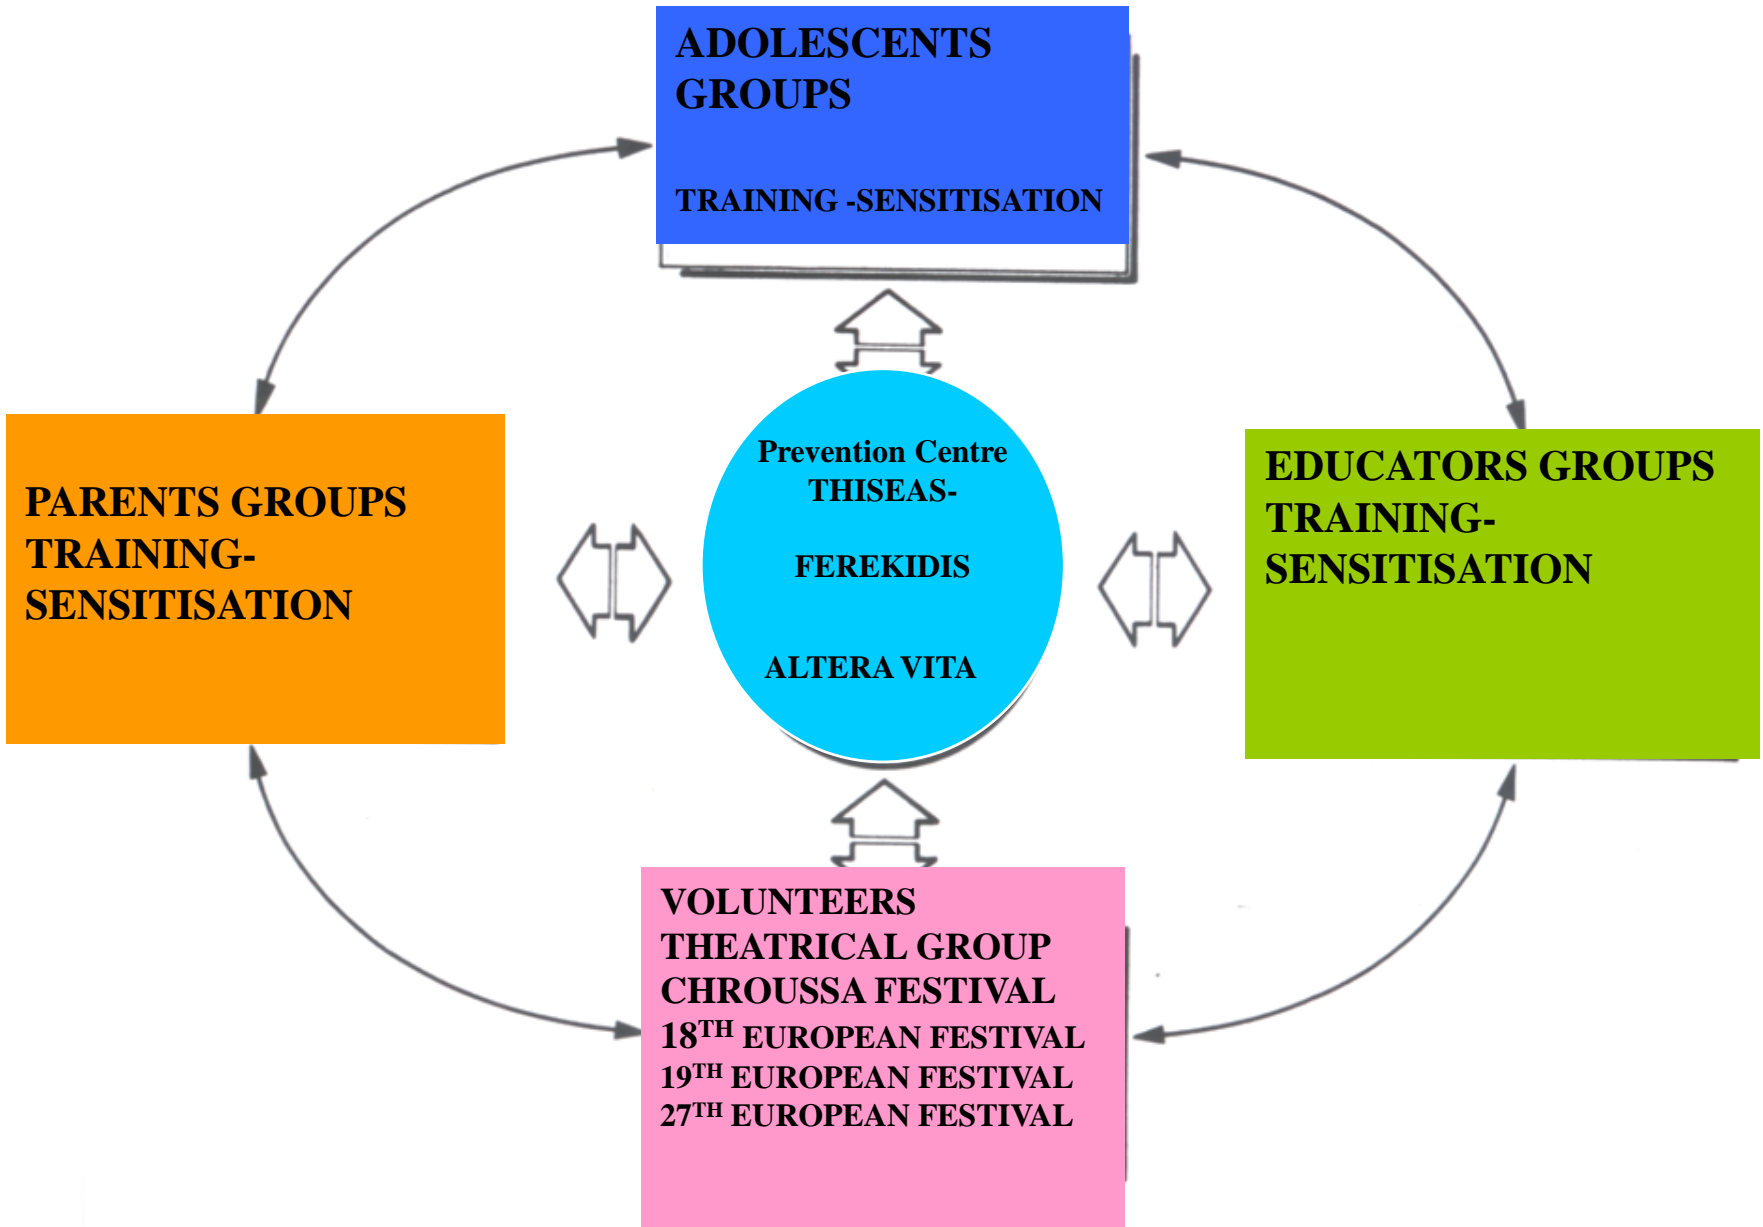 ADOLESCENTS
GROUPS
TRAINING -SENSITISATION
PARENTS GROUPS
TRAINING-
SENSITISATION
Prevention Centre
THISEAS-
FEREKIDIS
ALTERA VITA
EDUCATORS GROUPS
TRAINING-
SENSITISATION
VOLUNTEERS
THEATRICAL GROUP
CHROUSSA FESTIVAL
18TH EUROPEAN FESTIVAL
19TH EUROPEAN FESTIVAL
27TH EUROPEAN FESTIVAL